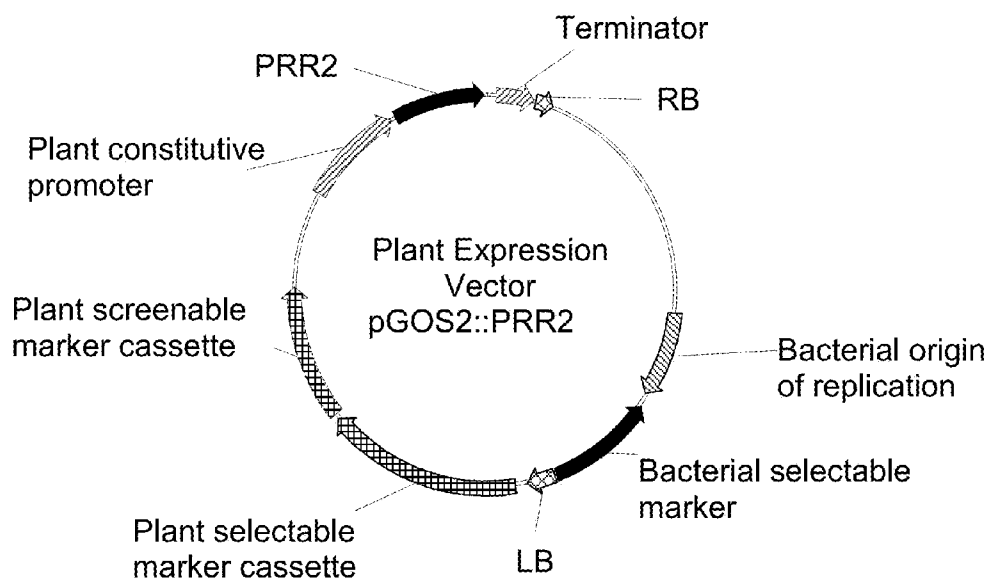 Terminator
PRR2
RB
Plant constitutive
promoter
Plant Expression
Vector
pGOS2::PRR2
Plant screenable
marker cassette
Bacterial origin
of replication
Bacterial selectable
marker
Plant selectable
marker cassette
LB